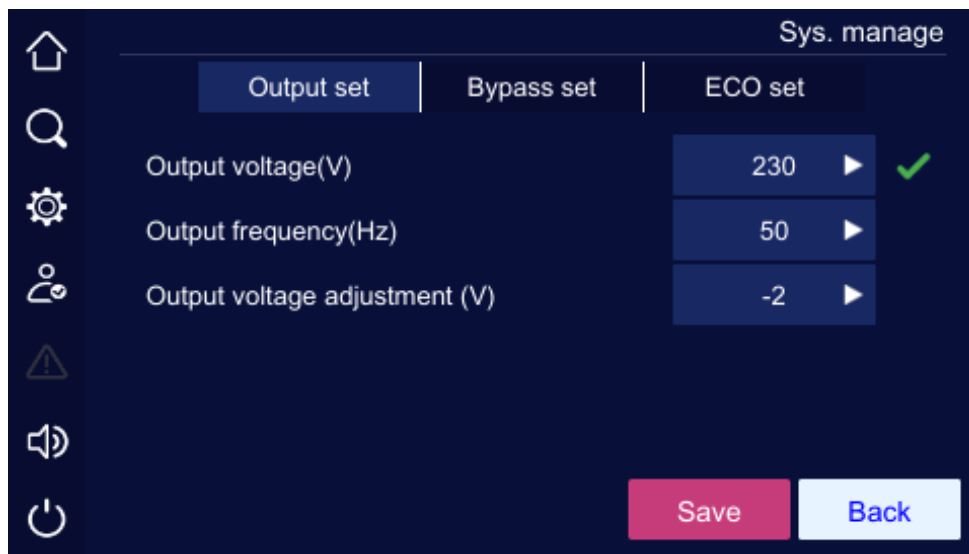 Sys. manage
Output set Bypass set ECO set
Output voltage(V) 230
Output frequency(Hz) 50
Output voltage adjustment (V) -2
Save Back